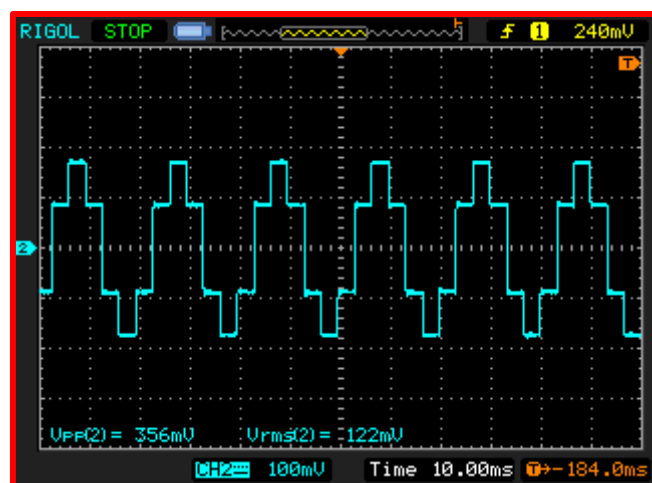 RIGOL STOP f 1 240mV
T
2
Vpp(2)= 356mV Vrms(2)= 122mV
CH2 100mV Time 10.00ms T→-184.0ms